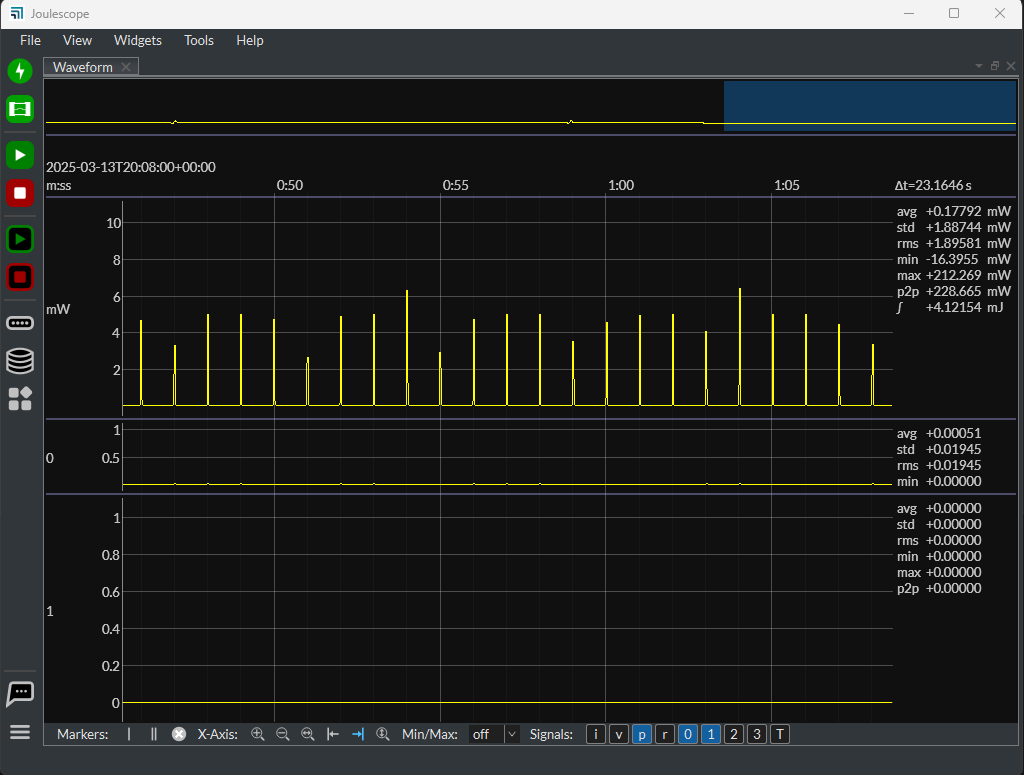 Joulescope
File View Widgets Tools Help
Waveform
2025-03-13T20:08:00+00:00
m:ss 0:50 0:55 1:00 1:05 Δt=23.1646 s
mW
10
8
6
4
2
avg +0.17792 mW
std +1.88744 mW
rms +1.89581 mW
min -16.3955 mW
max +212.269 mW
p2p +228.665 mW
∫ +4.12154 mJ
0
1
0.5
avg +0.00051
std +0.01945
rms +0.01945
min +0.00000
1
1
0.8
0.6
0.4
0.2
0
avg +0.00000
std +0.00000
rms +0.00000
min +0.00000
max +0.00000
p2p +0.00000
Markers: X-Axis: Min/Max: off Signals: i v p r 0 1 2 3 T